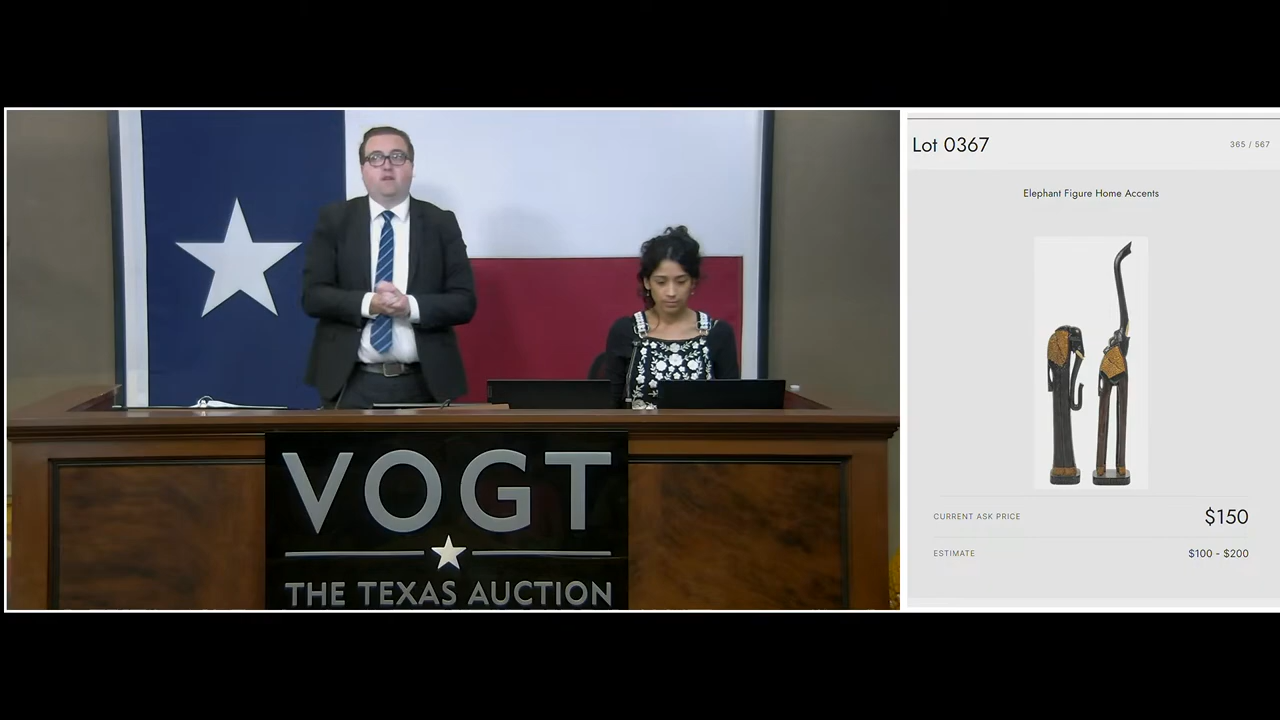 VOGT
THE TEXAS AUCTION
Lot 0367
365 / 567
Elephant Figure Home Accents
CURRENT ASK PRICE
$150
ESTIMATE
$100 - $200